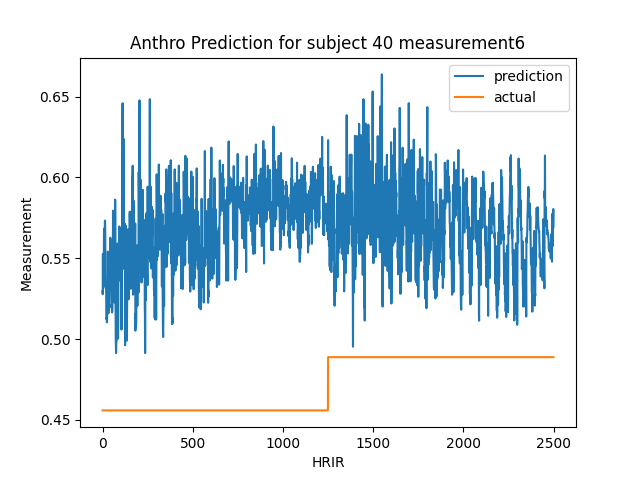 Anthro Prediction for subject 40 measurement6
prediction
actual
Measurement
0.65
0.60
0.55
0.50
0.45
0
500
1000
1500
2000
2500
HRIR